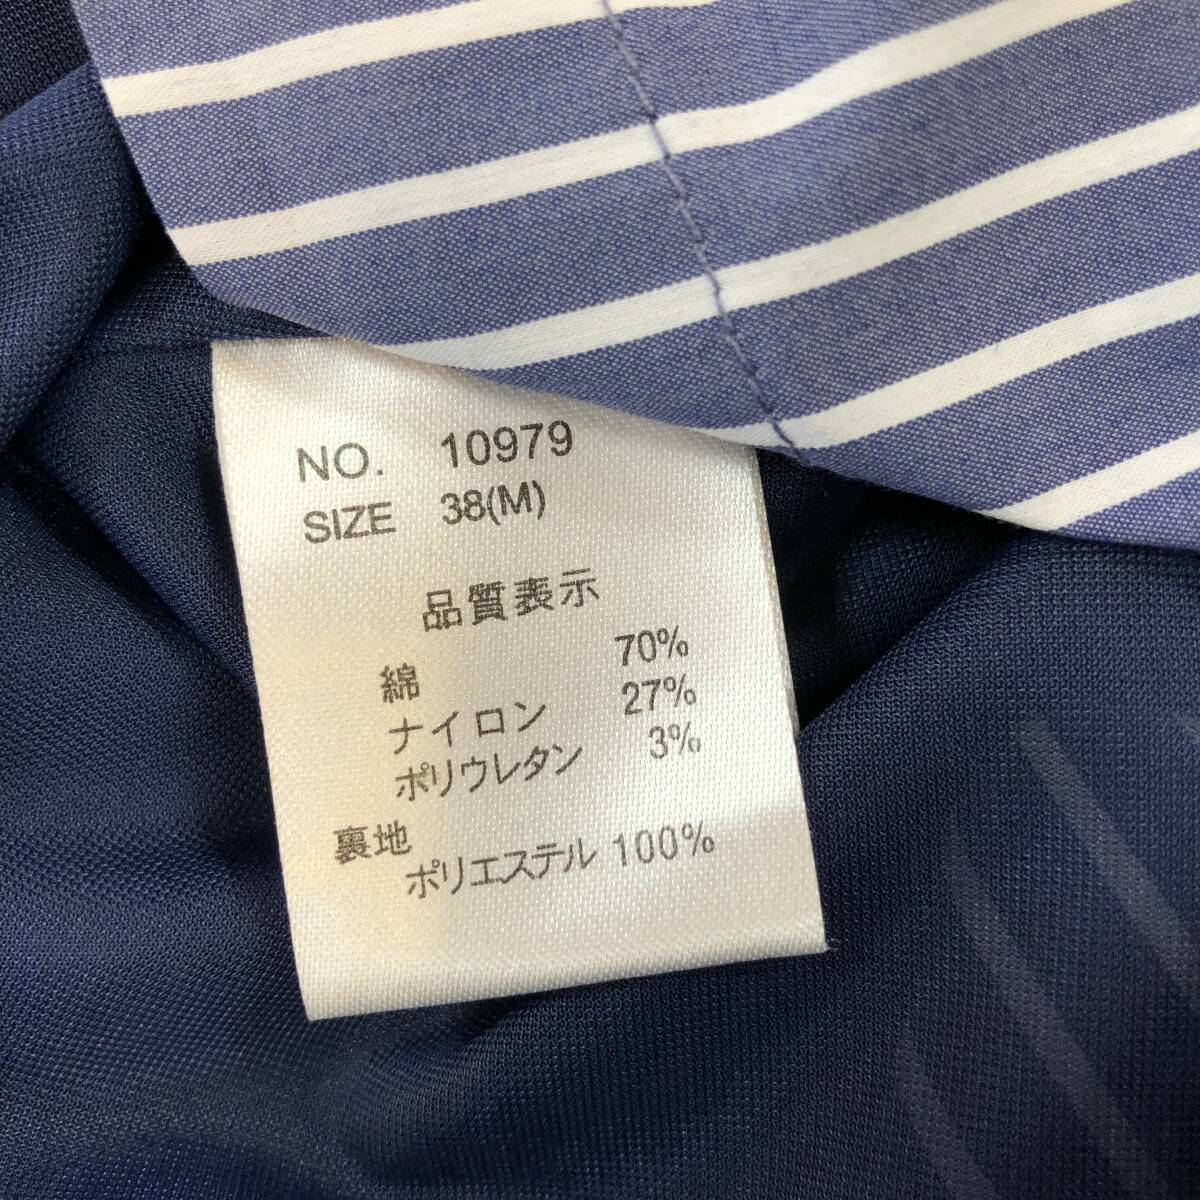 NO. 10979
SIZE 38(M)
品質表示
綿 70%
ナイロン 27%
ポリウレタン 3%
裏地
ポリエステル 100%